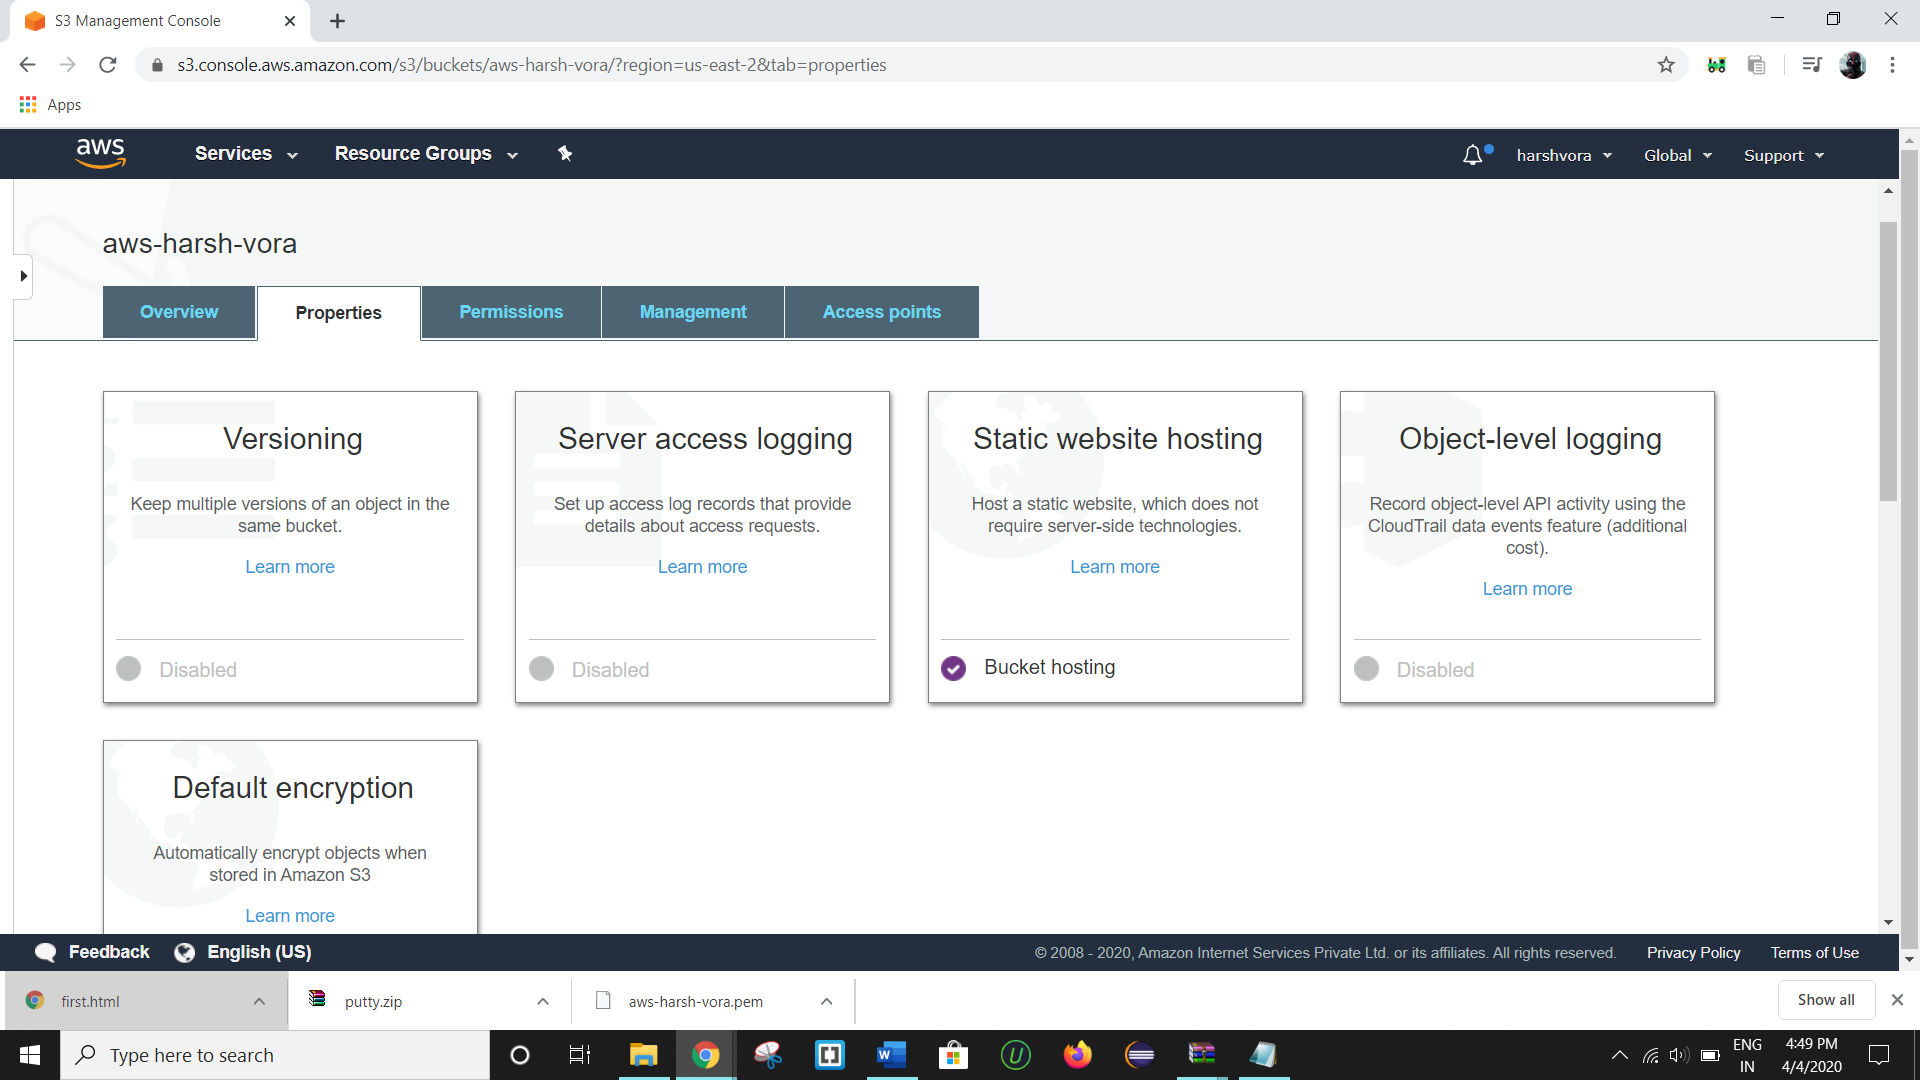 S3 Management Console
s3.console.aws.amazon.com/s3/buckets/aws-harsh-vora/?region=us-east-2&tab=properties
Apps
aws
Services
Resource Groups
harshvora
Global
Support
aws-harsh-vora
Overview
Properties
Permissions
Management
Access points
Versioning
Keep multiple versions of an object in the
same bucket.
Learn more
Disabled
Server access logging
Set up access log records that provide
details about access requests.
Learn more
Disabled
Static website hosting
Host a static website, which does not
require server-side technologies.
Learn more
Bucket hosting
Object-level logging
Record object-level API activity using the
CloudTrail data events feature (additional
cost).
Learn more
Disabled
Default encryption
Automatically encrypt objects when
stored in Amazon S3
Learn more
Feedback
English (US)
© 2008 - 2020, Amazon Internet Services Private Ltd. or its affiliates. All rights reserved.
Privacy Policy
Terms of Use
first.html
putty.zip
aws-harsh-vora.pem
Show all
Type here to search
ENG
IN
4:49 PM
4/4/2020